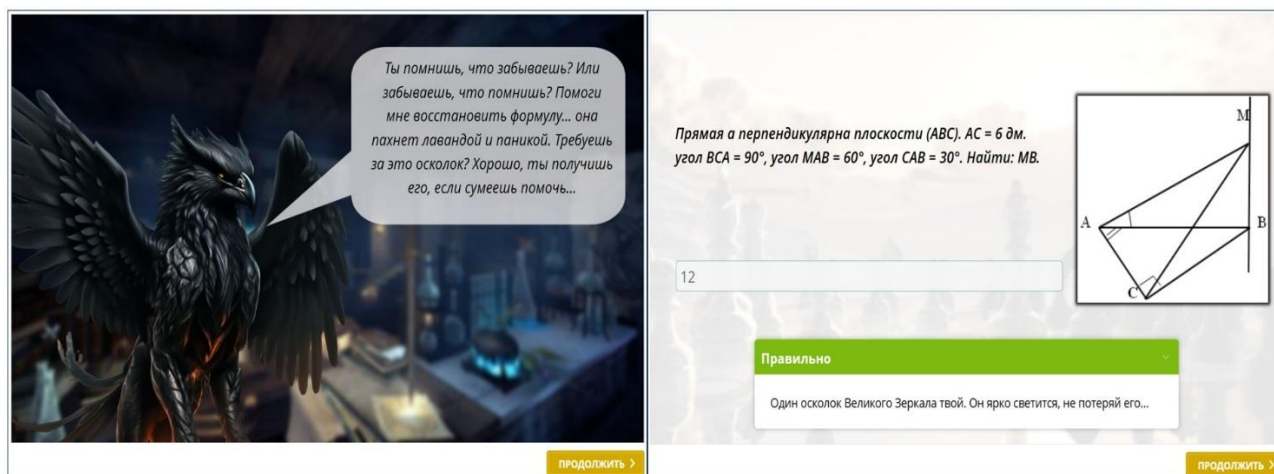 Ты помнишь, что забываешь? Или
забываешь, что помнишь? Помоги
мне восстановить формулу... она
пахнет лавандой и паникой. Требуешь
за это осколок? Хорошо, ты получишь
его, если сумеешь помочь...
ПРОДОЛЖИТЬ >
Прямая а перпендикулярна плоскости (ABC). AC = 6 дм.
угол BCA = 90°, угол MAB = 60°, угол CAB = 30°. Найти: MB.
12
M
A
B
C
Правильно
Один осколок Великого Зеркала твой. Он ярко светится, не потеряй его...
ПРОДОЛЖИТЬ >